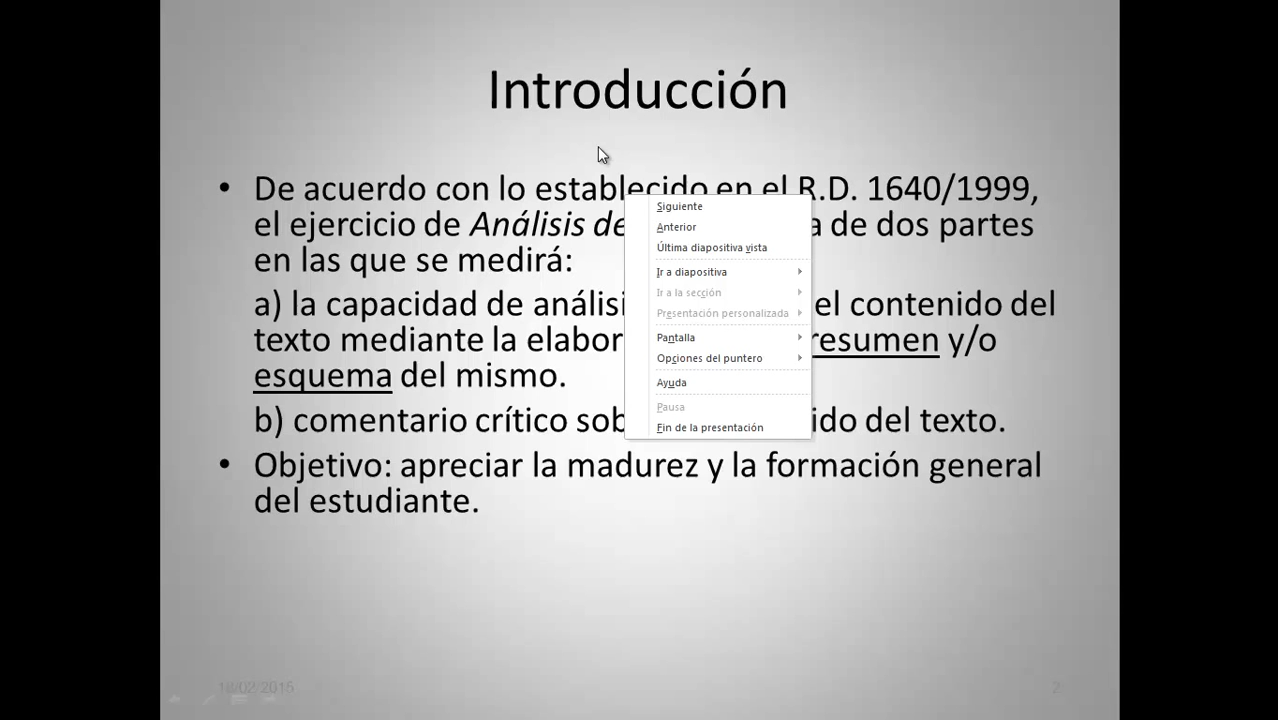 Introducción
• De acuerdo con lo establecido en el R.D. 1640/1999,
el ejercicio de Análisis de a de dos partes
en las que se medirá:
a) la capacidad de análisi el contenido del
texto mediante la elabor resumen y/o
esquema del mismo.
b) comentario crítico sob ido del texto.
• Objetivo: apreciar la madurez y la formación general
del estudiante.
Siguiente
Anterior
Última diapositiva vista
Ir a diapositiva
Ir a la sección
Presentación personalizada
Pantalla
Opciones del puntero
Ayuda
Pausa
Fin de la presentación
18/02/2015
2